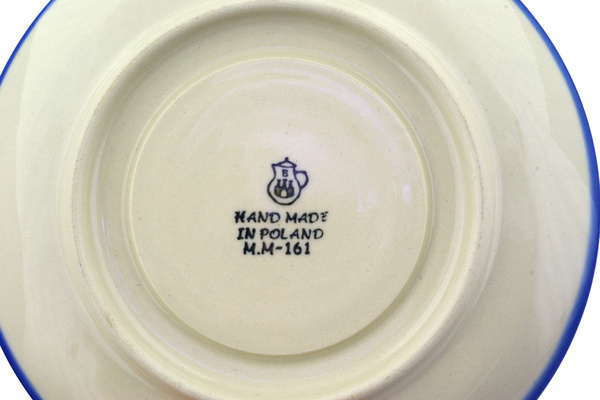 B
HAND MADE
IN POLAND
M.M-161